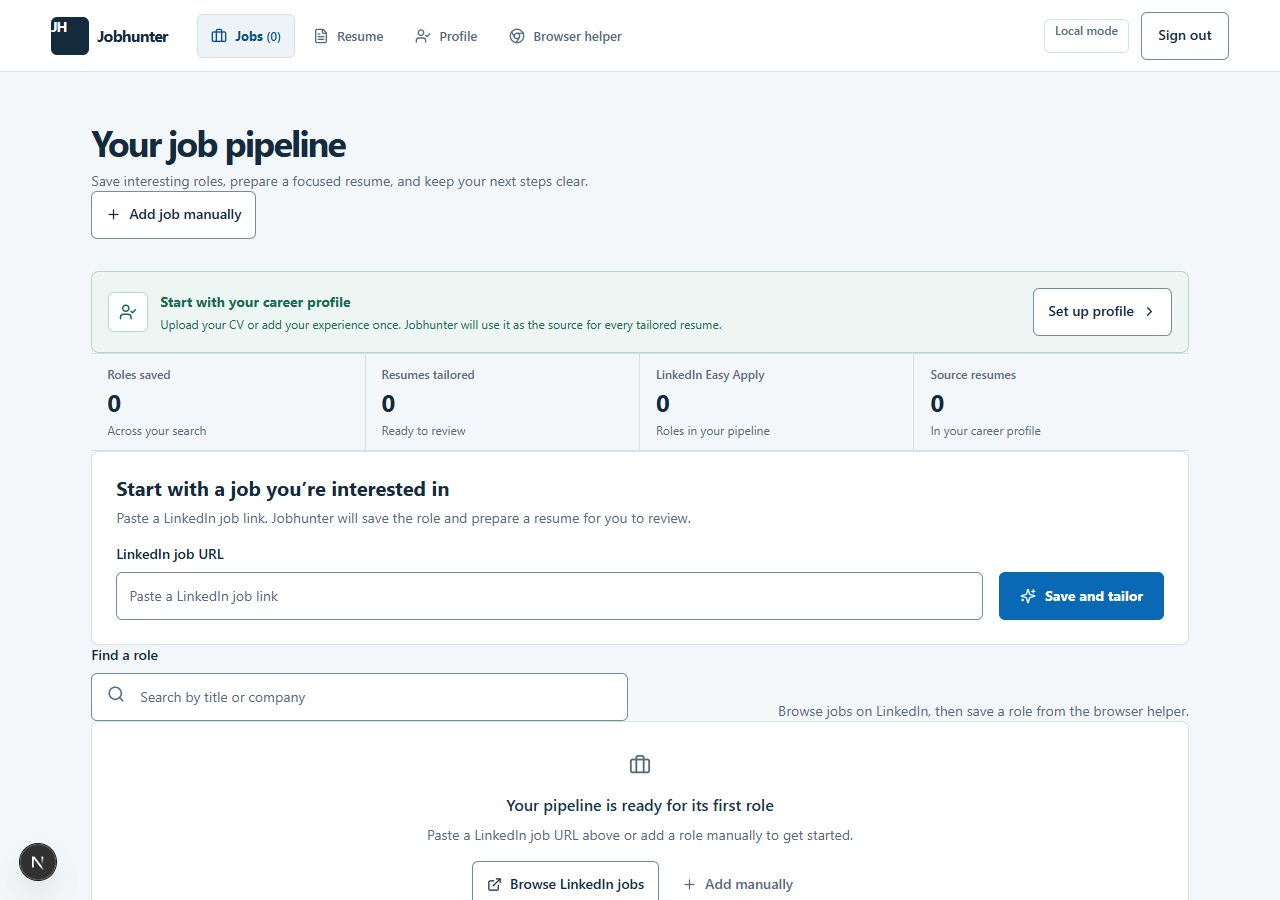 JH
Jobhunter
Jobs (0)
Resume
Profile
Browser helper
Local mode
Sign out
Your job pipeline
Save interesting roles, prepare a focused resume, and keep your next steps clear.
Add job manually
Start with your career profile
Upload your CV or add your experience once. Jobhunter will use it as the source for every tailored resume.
Set up profile
Roles saved
0
Across your search
Resumes tailored
0
Ready to review
LinkedIn Easy Apply
0
Roles in your pipeline
Source resumes
0
In your career profile
Start with a job you’re interested in
Paste a LinkedIn job link. Jobhunter will save the role and prepare a resume for you to review.
LinkedIn job URL
Paste a LinkedIn job link
Save and tailor
Find a role
Search by title or company
Browse jobs on LinkedIn, then save a role from the browser helper.
Your pipeline is ready for its first role
Paste a LinkedIn job URL above or add a role manually to get started.
Browse LinkedIn jobs
Add manually
N